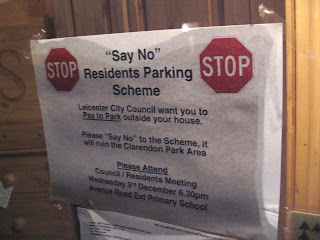 "Say No"
STOP Residents Parking STOP
Scheme
Leicester City Council want you to
Pay to Park outside your house.
Please "Say No" to the Scheme, it
will ruin the Clarendon Park Area
Please Attend
Council / Residents Meeting
Wednesday 3rd December 6.30pm
Avenue Road Ext Primary School